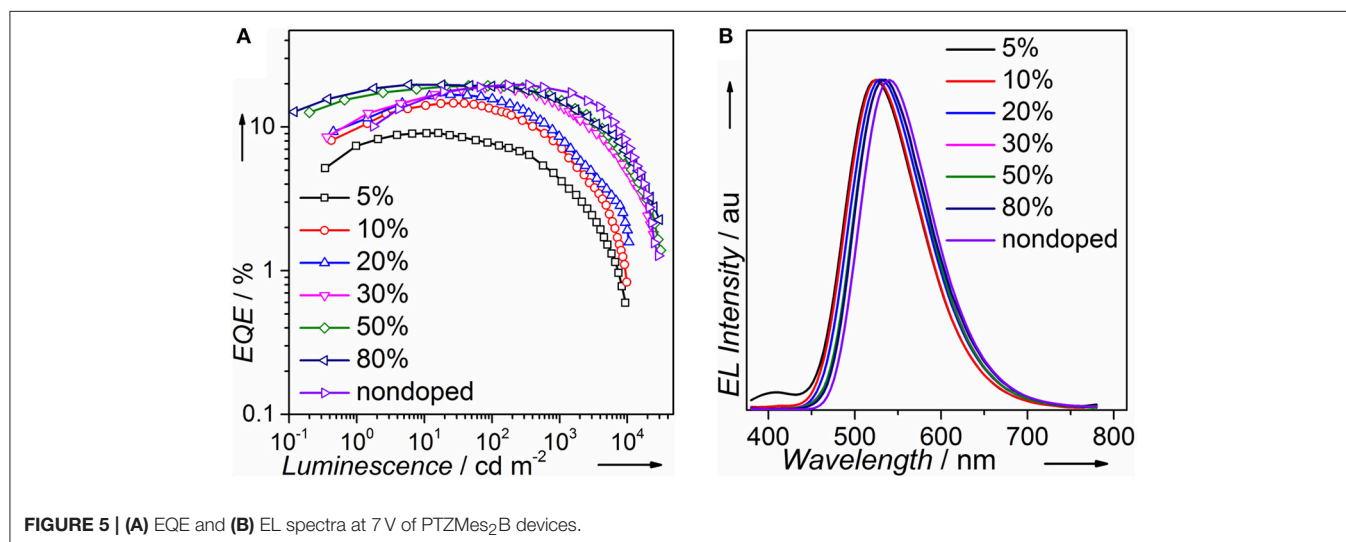 A
EQE / %
10
1
0.1
5%
10%
20%
30%
50%
80%
nondoped
10⁻¹ 10⁰ 10¹ 10² 10³ 10⁴
Luminescence / cd m⁻²
B
EL Intensity / au
5%
10%
20%
30%
50%
80%
nondoped
400 500 600 700 800
Wavelength / nm
FIGURE 5 | (A) EQE and (B) EL spectra at 7 V of PTZMes₂B devices.